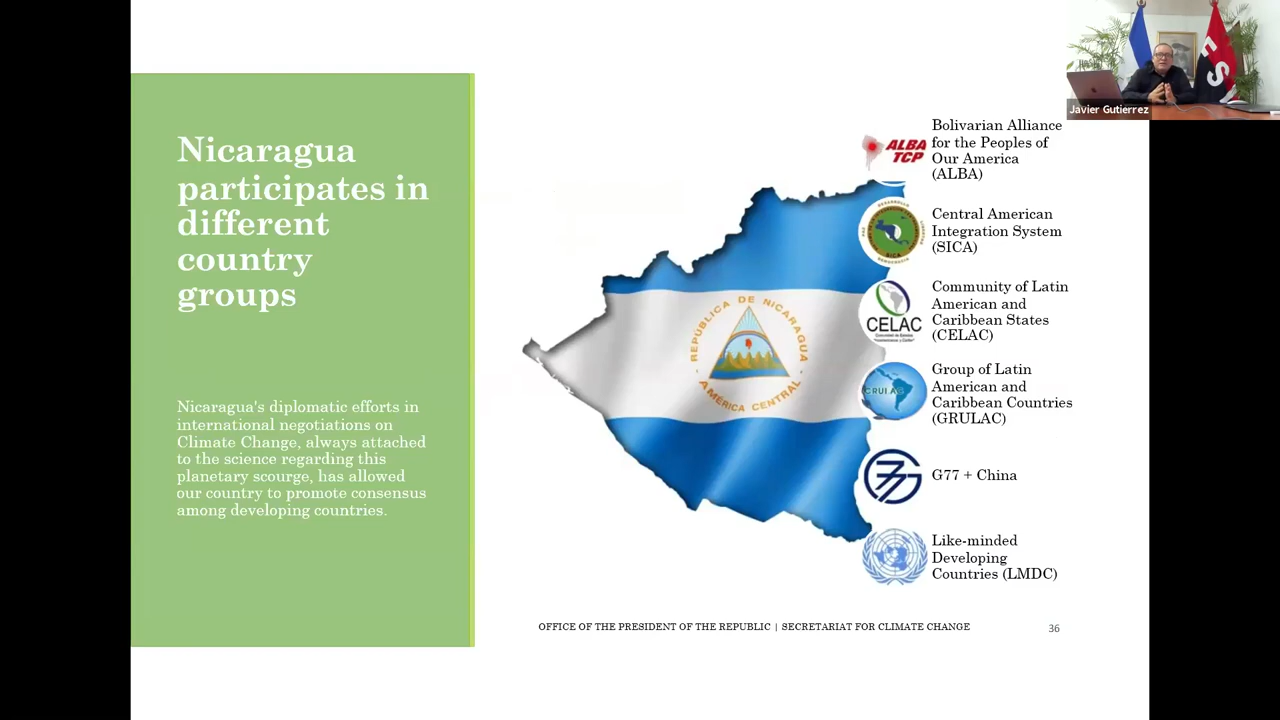 Nicaragua
participates in
different
country
groups
Nicaragua's diplomatic efforts in
international negotiations on
Climate Change, always attached
to the science regarding this
planetary scourge, has allowed
our country to promote consensus
among developing countries.
REPÚBLICA DE NICARAGUA
AMÉRICA CENTRAL
ALBA
TCP
Bolivarian Alliance
for the Peoples of
Our America
(ALBA)
SICA
Central American
Integration System
(SICA)
CELAC
Community of Latin
American and
Caribbean States
(CELAC)
Group of Latin
American and
Caribbean Countries
(GRULAC)
G77 + China
Like-minded
Developing
Countries (LMDC)
OFFICE OF THE PRESIDENT OF THE REPUBLIC | SECRETARIAT FOR CLIMATE CHANGE
36
Javier Gutierrez